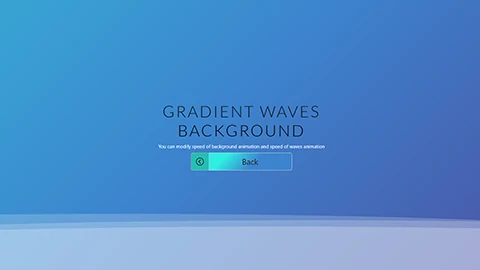 GRADIENT WAVES
BACKGROUND
You can modify speed of background animation and speed of waves animation
Back